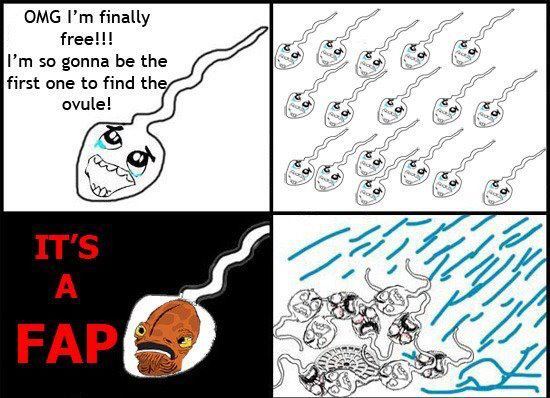 OMG I'm finally
free!!!
I'm so gonna be the
first one to find the
ovule!
IT'S
A
FAP